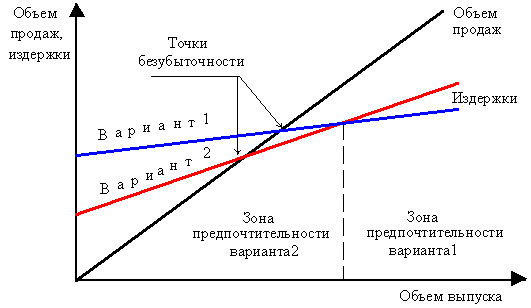 Объем
продаж,
издержки
Объем
продаж
Точки
безубыточности
Издержки
Вариант 1
Вариант 2
Зона
предпочтительности
варианта2
Зона
предпочтительности
варианта1
Объем выпуска